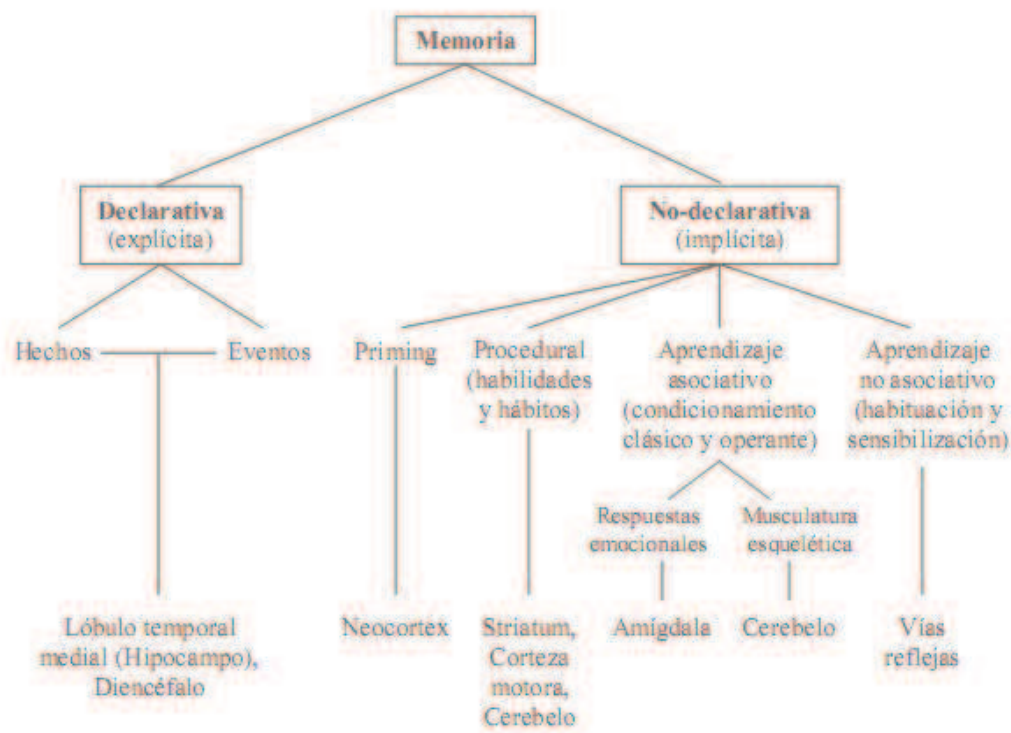 Memoria
Declarativa
(explícita)
No-declarativa
(implícita)
Hechos
Eventos
Priming
Procedural
(habilidades
y hábitos)
Aprendizaje
asociativo
(condicionamiento
clásico y operante)
Aprendizaje
no asociativo
(habituación y
sensibilización)
Respuestas
emocionales
Musculatura
esquelética
Lóbulo temporal
medial (Hipocampo),
Diencéfalo
Neocortex
Striatum,
Corteza
motora,
Cerebelo
Amígdala
Cerebelo
Vías
reflejas